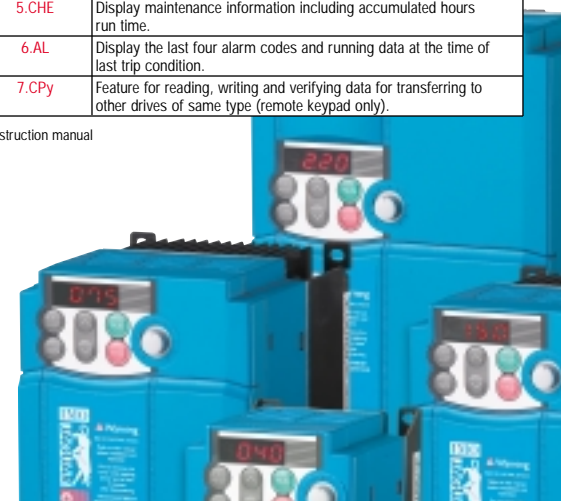 5.CHE Display maintenance information including accumulated hours
run time.
6.AL Display the last four alarm codes and running data at the time of
last trip condition.
7.CPy Feature for reading, writing and verifying data for transferring to
other drives of same type (remote keypad only).
struction manual
220
075
15.0
040
Warning
Warning